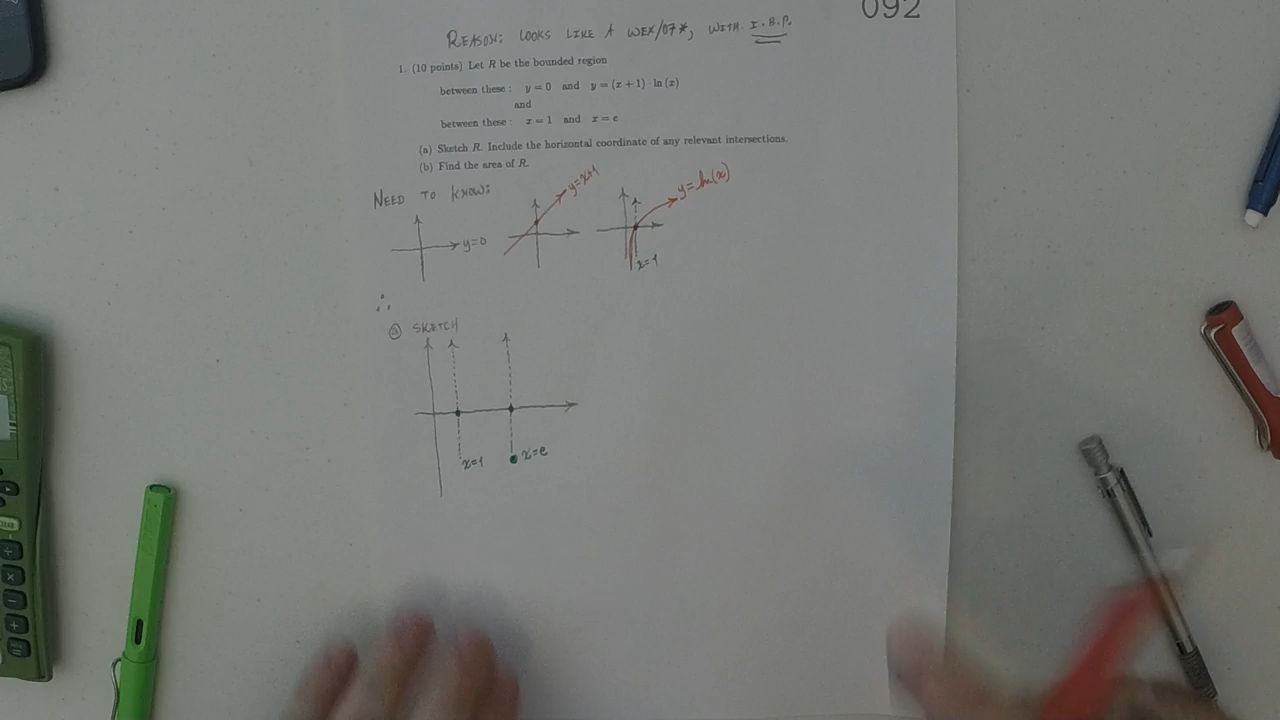 092
REASON: LOOKS LIKE A WEX/07*, WITH I.B.P.
1. (10 points) Let R be the bounded region
between these : y = 0 and y = (x + 1) · ln (x)
and
between these : x = 1 and x = e
(a) Sketch R. Include the horizontal coordinate of any relevant intersections.
(b) Find the area of R.
NEED TO KNOW:
y=0
y=x+1
y=ln(x)
x=1
∴
ⓐ SKETCH
x=1
x=e